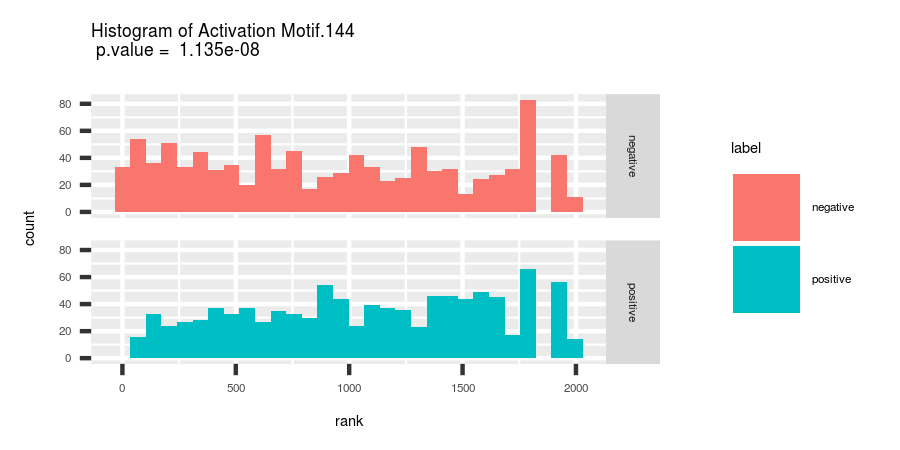 Histogram of Activation Motif.144
p.value = 1.135e-08
count
80
60
40
20
0
negative
80
60
40
20
0
positive
0 500 1000 1500 2000
rank
label
negative
positive